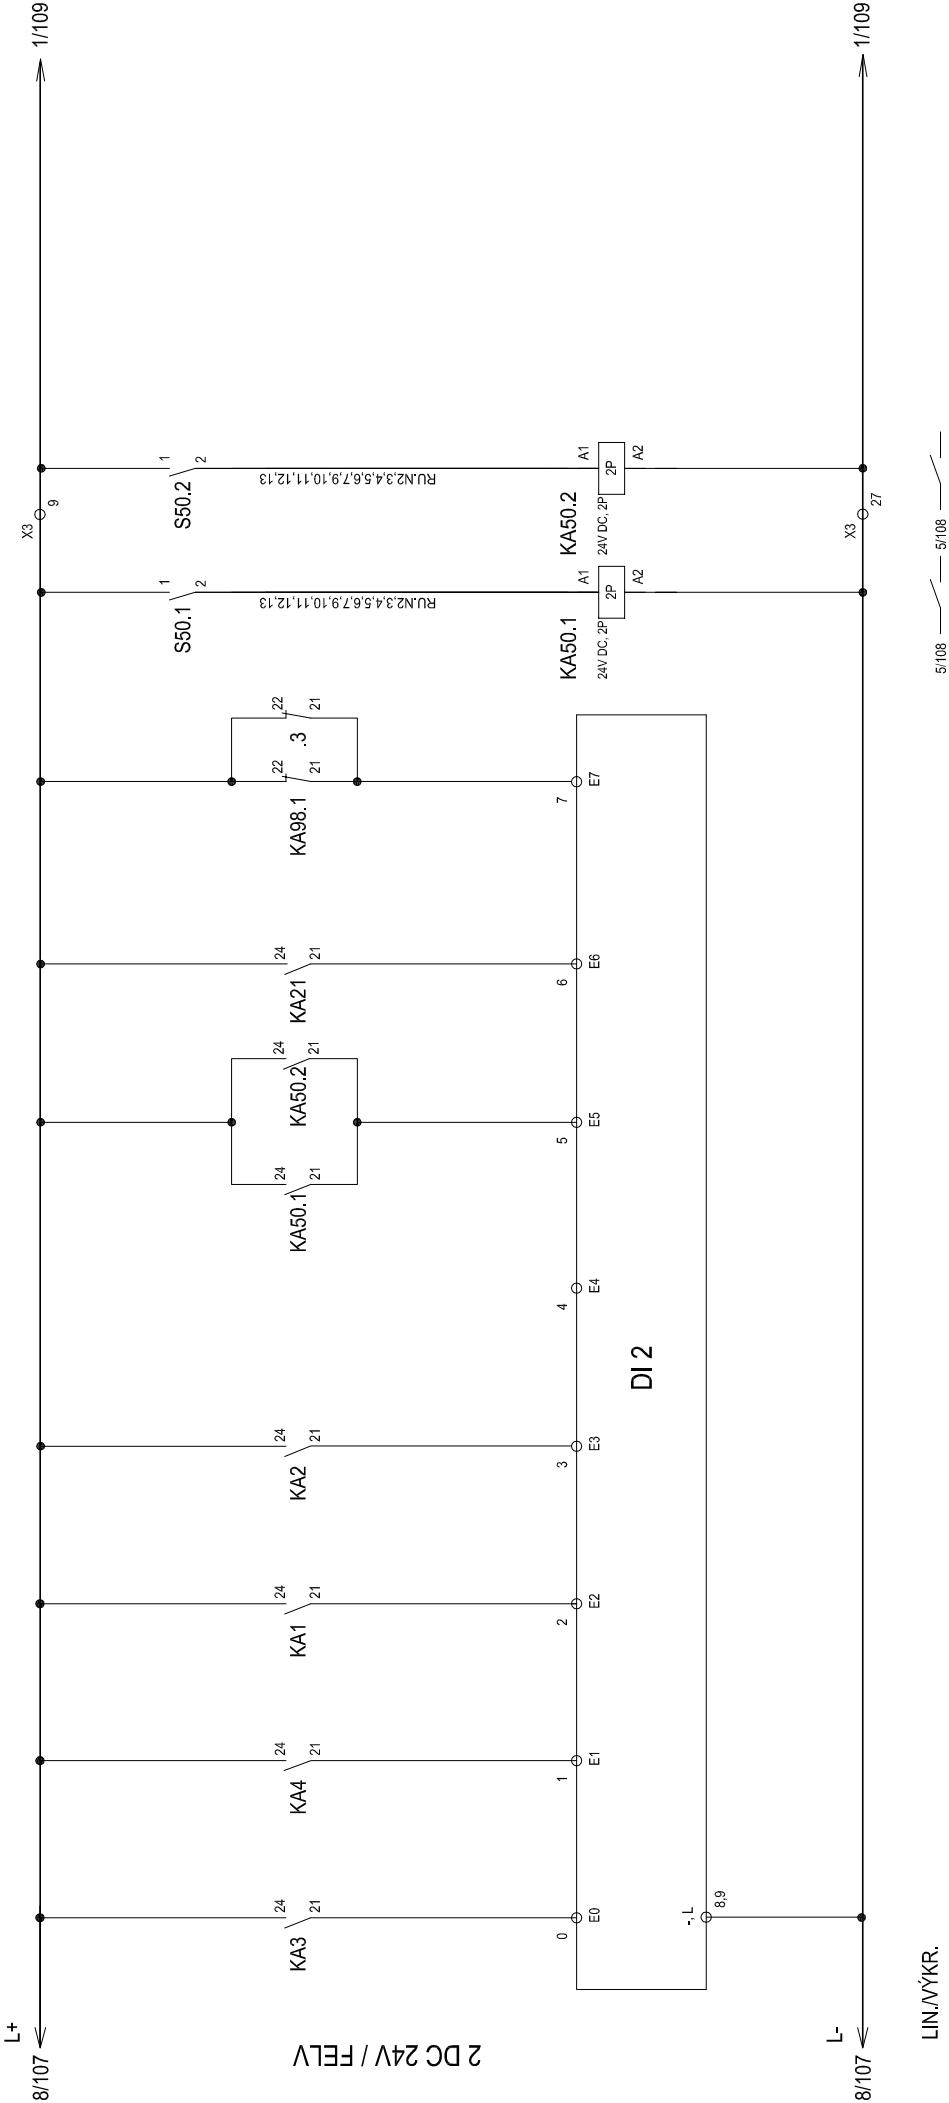 L+
8/107
1/109
X3
9
2 DC 24V / FELV
KA3
24
21
KA4
24
21
KA1
24
21
KA2
24
21
KA50.1
24
21
KA50.2
24
21
KA21
24
21
KA98.1
22
21
.3
22
21
S50.1
1
2
RU.N2,3,4,5,6,7,9,10,11,12,13
S50.2
1
2
RU.N2,3,4,5,6,7,9,10,11,12,13
0
E0
1
E1
2
E2
3
E3
4
E4
5
E5
6
E6
7
E7
DI 2
-, L
8,9
KA50.1
24V DC, 2P
A1
2P
A2
KA50.2
24V DC, 2P
A1
2P
A2
L-
8/107
X3
27
1/109
LIN./VÝKR.
5/108
5/108